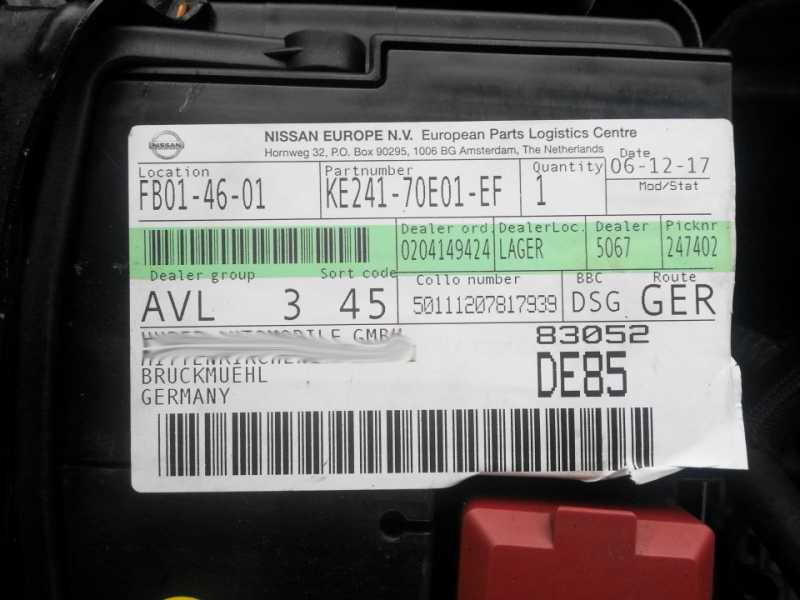 NISSAN
NISSAN EUROPE N.V. European Parts Logistics Centre
Hornweg 32, P.O. Box 90295, 1006 BG Amsterdam, The Netherlands
Location Partnumber Quantity Date
FB01-46-01 KE241-70E01-EF 1 06-12-17
Mod/Stat
Dealer ord. DealerLoc. Dealer Picknr
0204149424 LAGER 5067 247402
Dealer group Sort code Collo number BBC Route
AVL 3 45 50111207817939 DSG GER
GMBH 83052
BRUCKMUEHL DE85
GERMANY